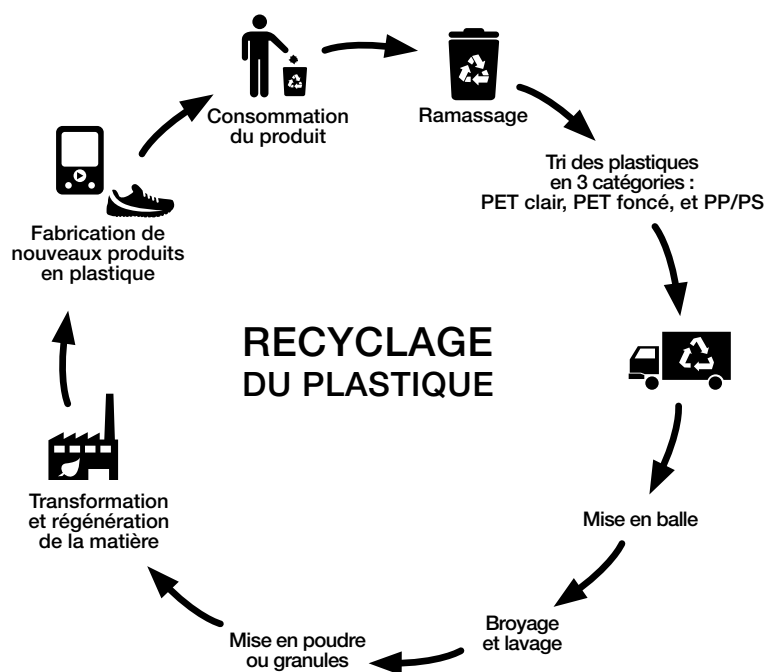 RECYCLAGE
DU PLASTIQUE
Consommation
du produit
Ramassage
Tri des plastiques
en 3 catégories :
PET clair, PET foncé, et PP/PS
Mise en balle
Broyage
et lavage
Mise en poudre
ou granules
Transformation
et régénération
de la matière
Fabrication de
nouveaux produits
en plastique